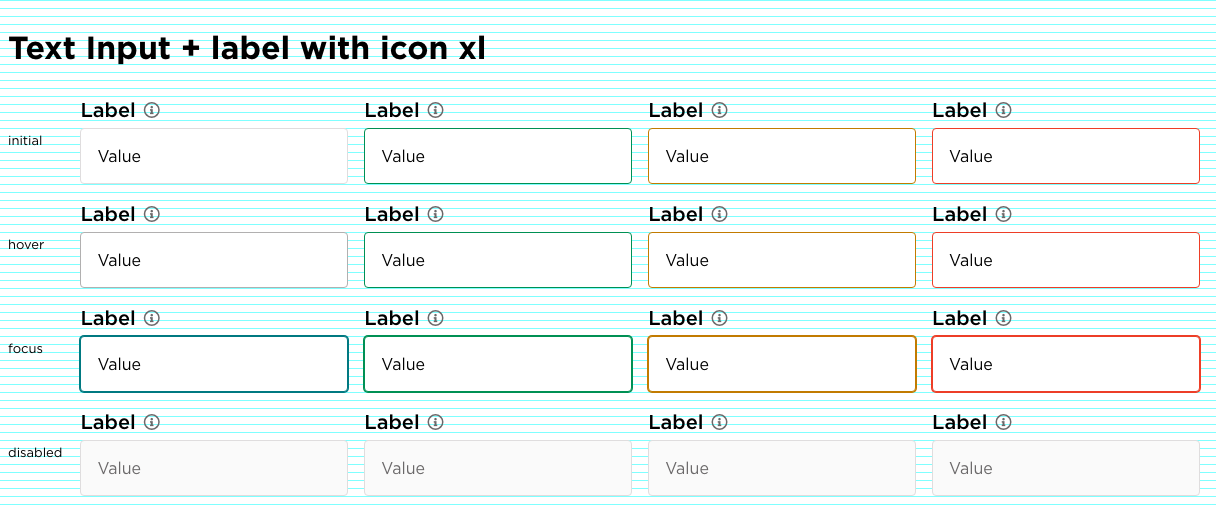 Text Input + label with icon xl
Label Label Label Label
initial Value Value Value Value
Label Label Label Label
hover Value Value Value Value
Label Label Label Label
focus Value Value Value Value
Label Label Label Label
disabled Value Value Value Value